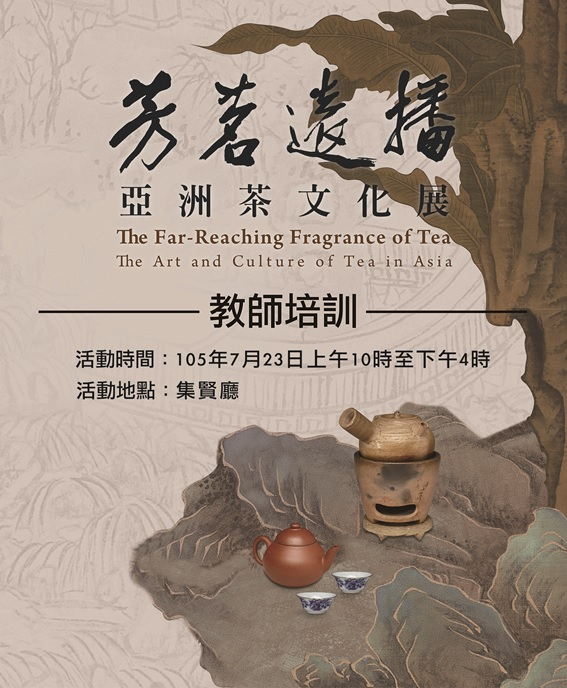 芳茗遠播
亞洲茶文化展
The Far-Reaching Fragrance of Tea
The Art and Culture of Tea in Asia
教師培訓
活動時間：105年7月23日上午10時至下午4時
活動地點：集賢廳